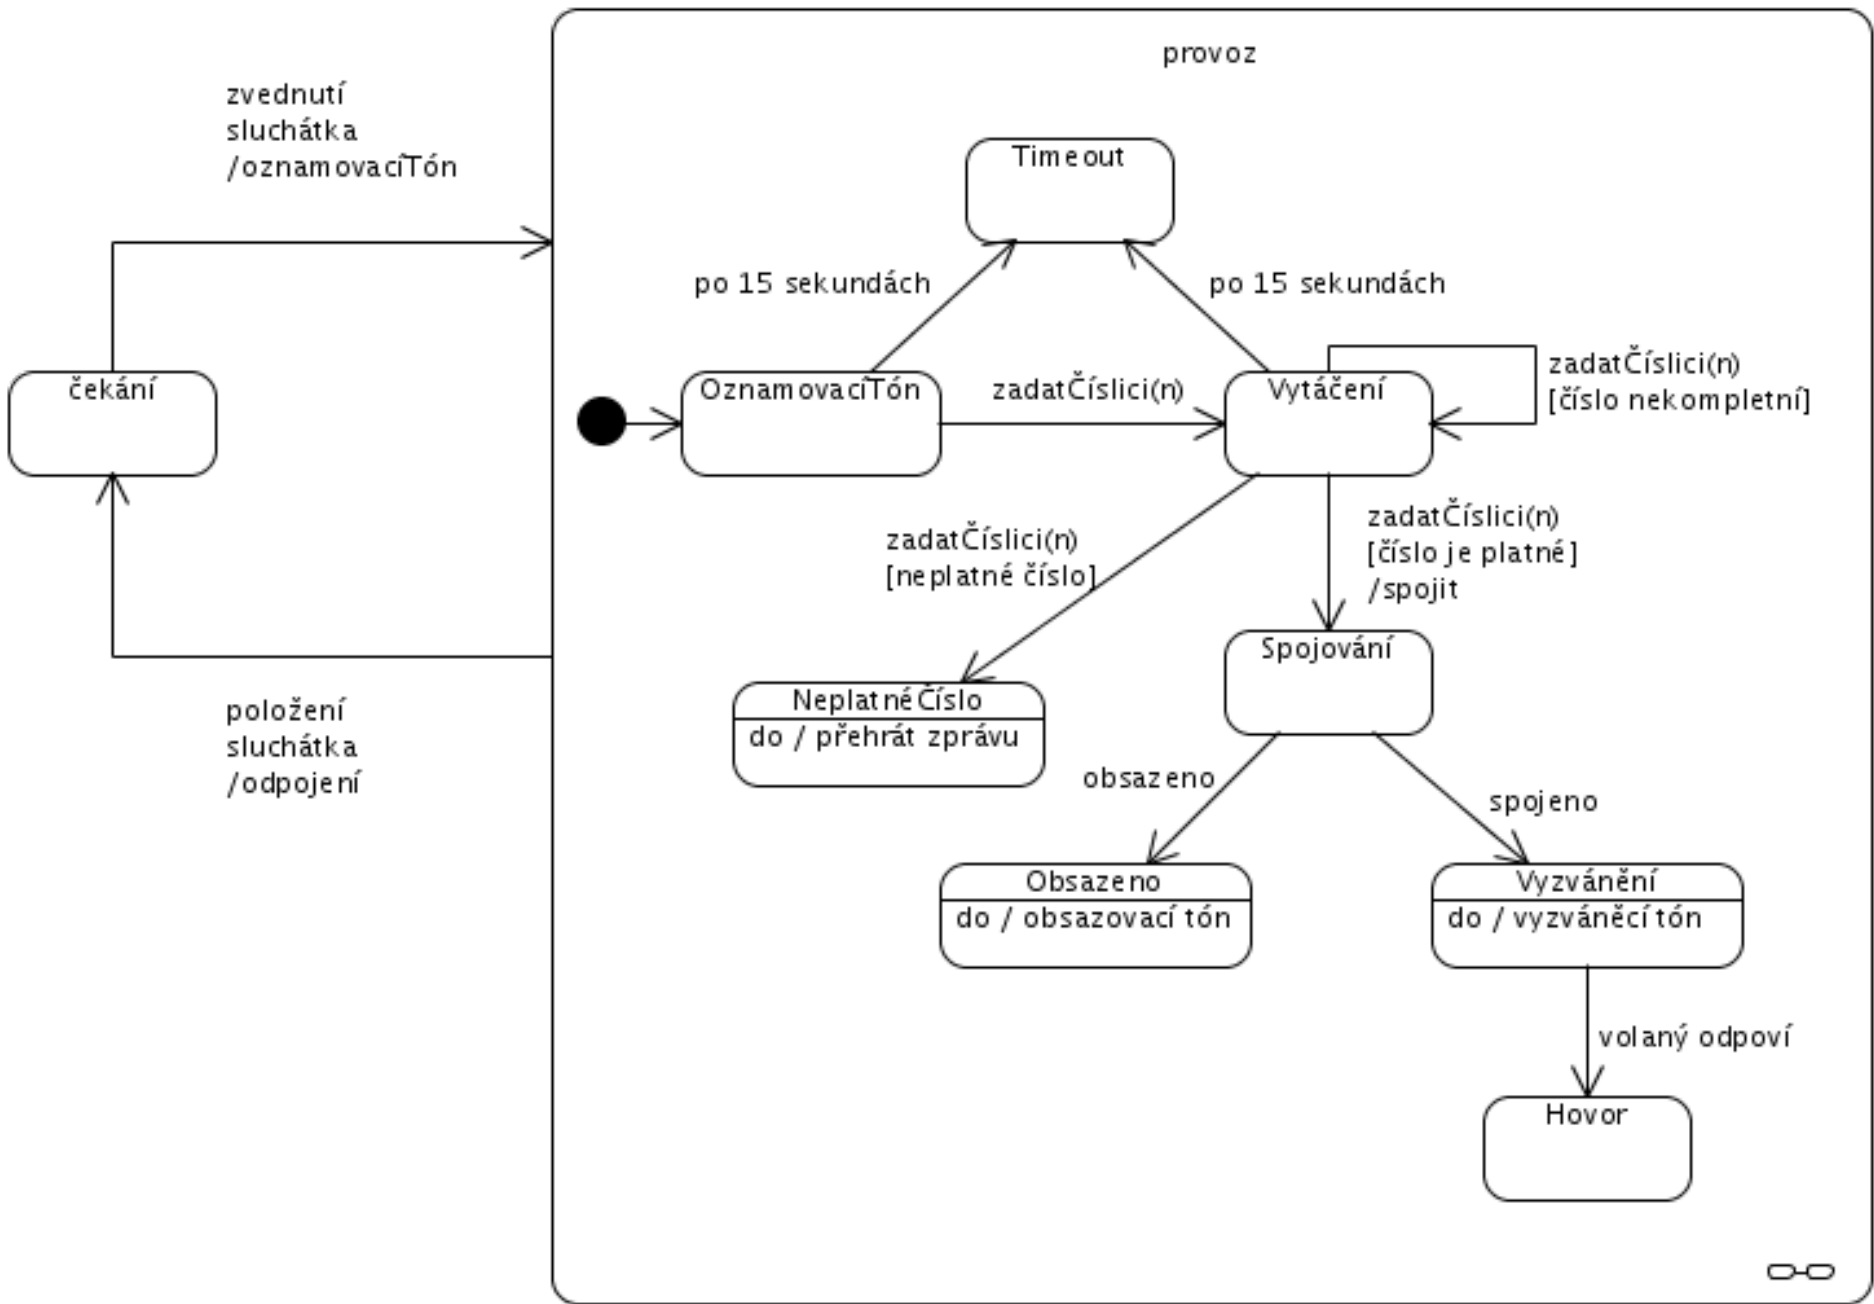 provoz
zvednutí
sluchátka
/oznamovacíTón
Timeout
po 15 sekundách
po 15 sekundách
čekání
OznamovacíTón
zadatČíslici(n)
Vytáčení
zadatČíslici(n)
[číslo nekompletní]
zadatČíslici(n)
[neplatné číslo]
zadatČíslici(n)
[číslo je platné]
/spojit
Spojování
NeplatnéČíslo
do / přehrát zprávu
položení
sluchátka
/odpojení
obsazeno
spojeno
Obsazeno
do / obsazovací tón
Vyzvánění
do / vyzváněcí tón
volaný odpoví
Hovor